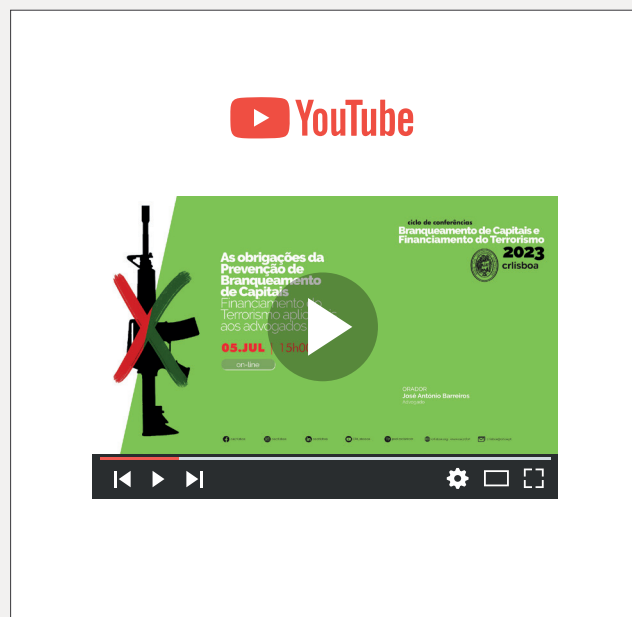 YouTube
ciclo de conferências
Branqueamento de Capitais e
Financiamento do Terrorismo
2023
crlisboa
As obrigações da
Prevenção de
Branqueamento
de Capitais
Financiamento
Terrorismo
aos advogados
05.JUL | 15h00
on-line
ORADOR
José António Barreiros